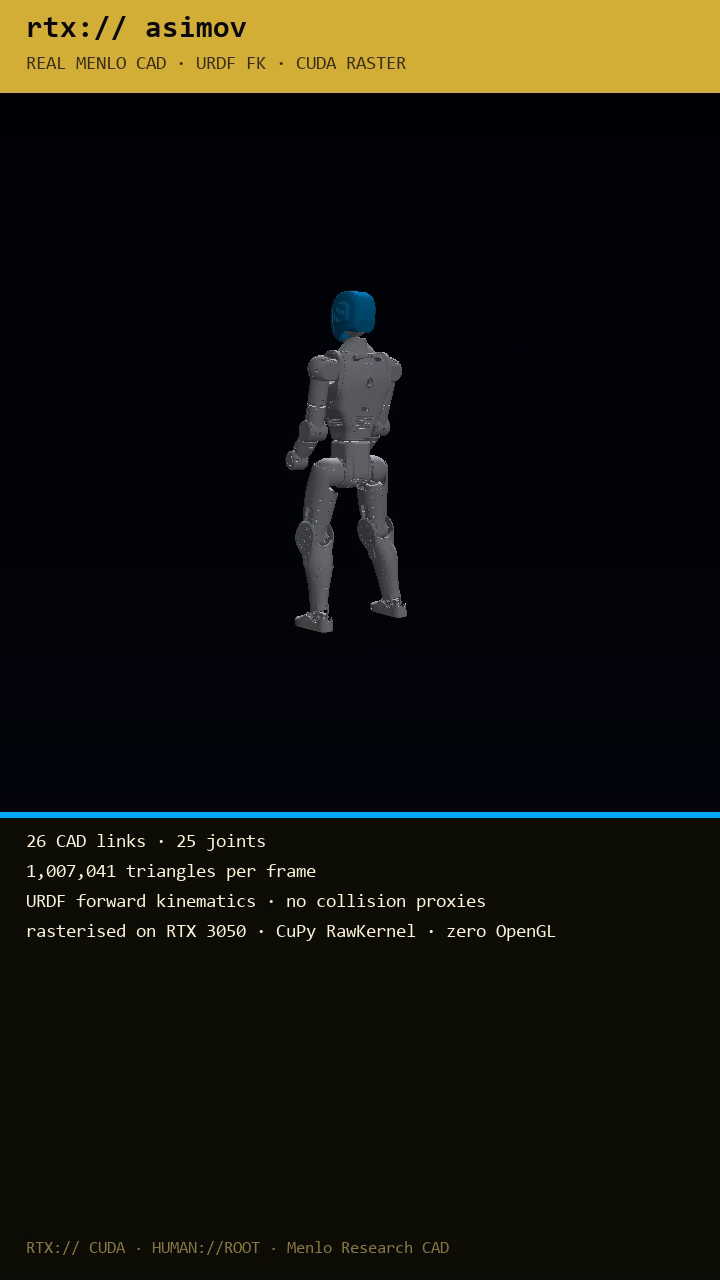 rtx:// asimov
REAL MENLO CAD · URDF FK · CUDA RASTER
26 CAD links · 25 joints
1,007,041 triangles per frame
URDF forward kinematics · no collision proxies
rasterised on RTX 3050 · CuPy RawKernel · zero OpenGL
RTX:// CUDA · HUMAN://ROOT · Menlo Research CAD